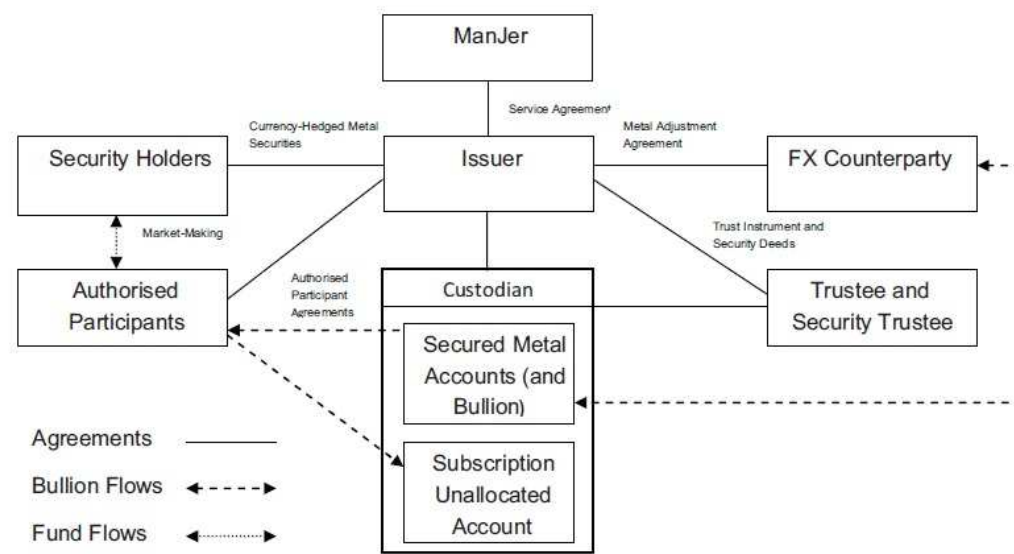 ManJer
Service Agreement
Currency-Hedged Metal
Securities
Metal Adjustment
Agreement
Security Holders
Issuer
FX Counterparty
Market-Making
Trust Instrument and
Security Deeds
Authorised
Participants
Authorised
Participant
Agreements
Custodian
Trustee and
Security Trustee
Secured Metal
Accounts (and
Bullion)
Agreements
Bullion Flows
Fund Flows
Subscription
Unallocated
Account